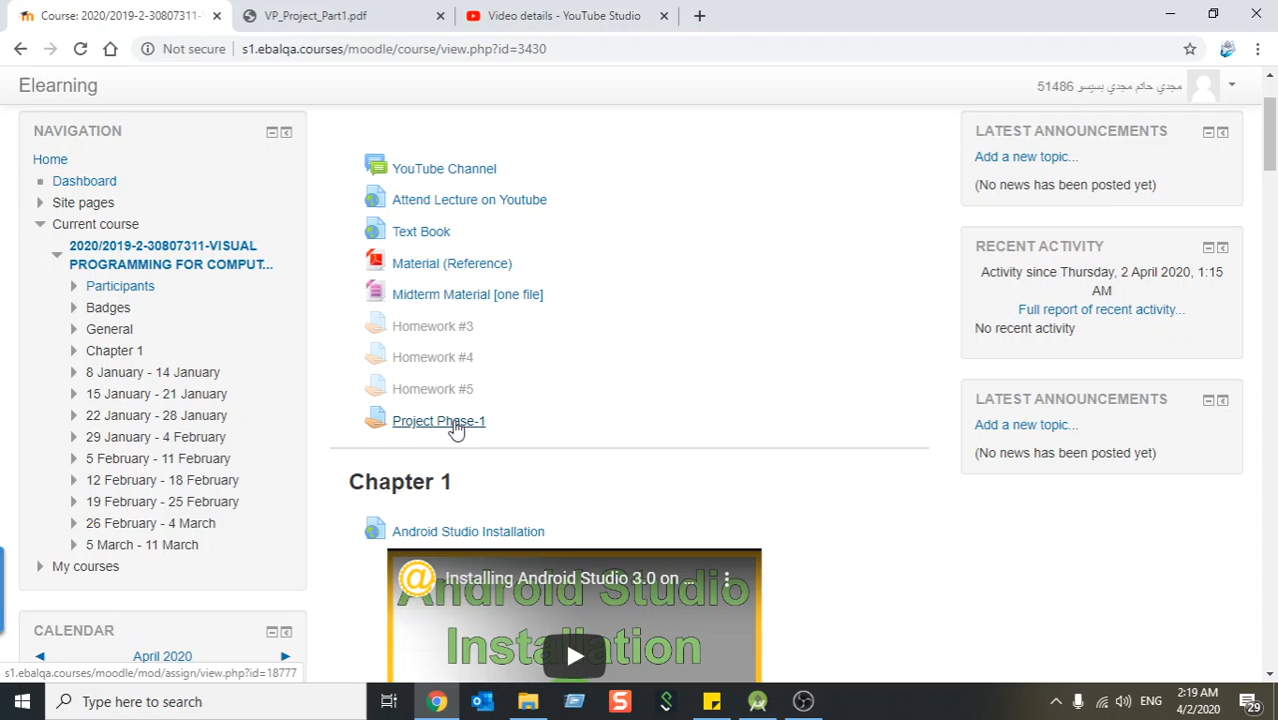 Course: 2020/2019-2-30807311-
VP_Project_Part1.pdf
Video details - YouTube Studio
Not secure
s1.ebalqa.courses/moodle/course/view.php?id=3430
Elearning
مجدي حاتم مجدي بسيسو 51486
NAVIGATION
Home
Dashboard
Site pages
Current course
2020/2019-2-30807311-VISUAL
PROGRAMMING FOR COMPUT...
Participants
Badges
General
Chapter 1
8 January - 14 January
15 January - 21 January
22 January - 28 January
29 January - 4 February
5 February - 11 February
12 February - 18 February
19 February - 25 February
26 February - 4 March
5 March - 11 March
My courses
CALENDAR
April 2020
s1.ebalqa.courses/moodle/mod/assign/view.php?id=18777
YouTube Channel
Attend Lecture on Youtube
Text Book
Material (Reference)
Midterm Material [one file]
Homework #3
Homework #4
Homework #5
Project Phase-1
Chapter 1
Android Studio Installation
Installing Android Studio 3.0 on ...
Android Studio
Installation
LATEST ANNOUNCEMENTS
Add a new topic...
(No news has been posted yet)
RECENT ACTIVITY
Activity since Thursday, 2 April 2020, 1:15
AM
Full report of recent activity...
No recent activity
LATEST ANNOUNCEMENTS
Add a new topic...
(No news has been posted yet)
Type here to search
ENG
2:19 AM
4/2/2020
29